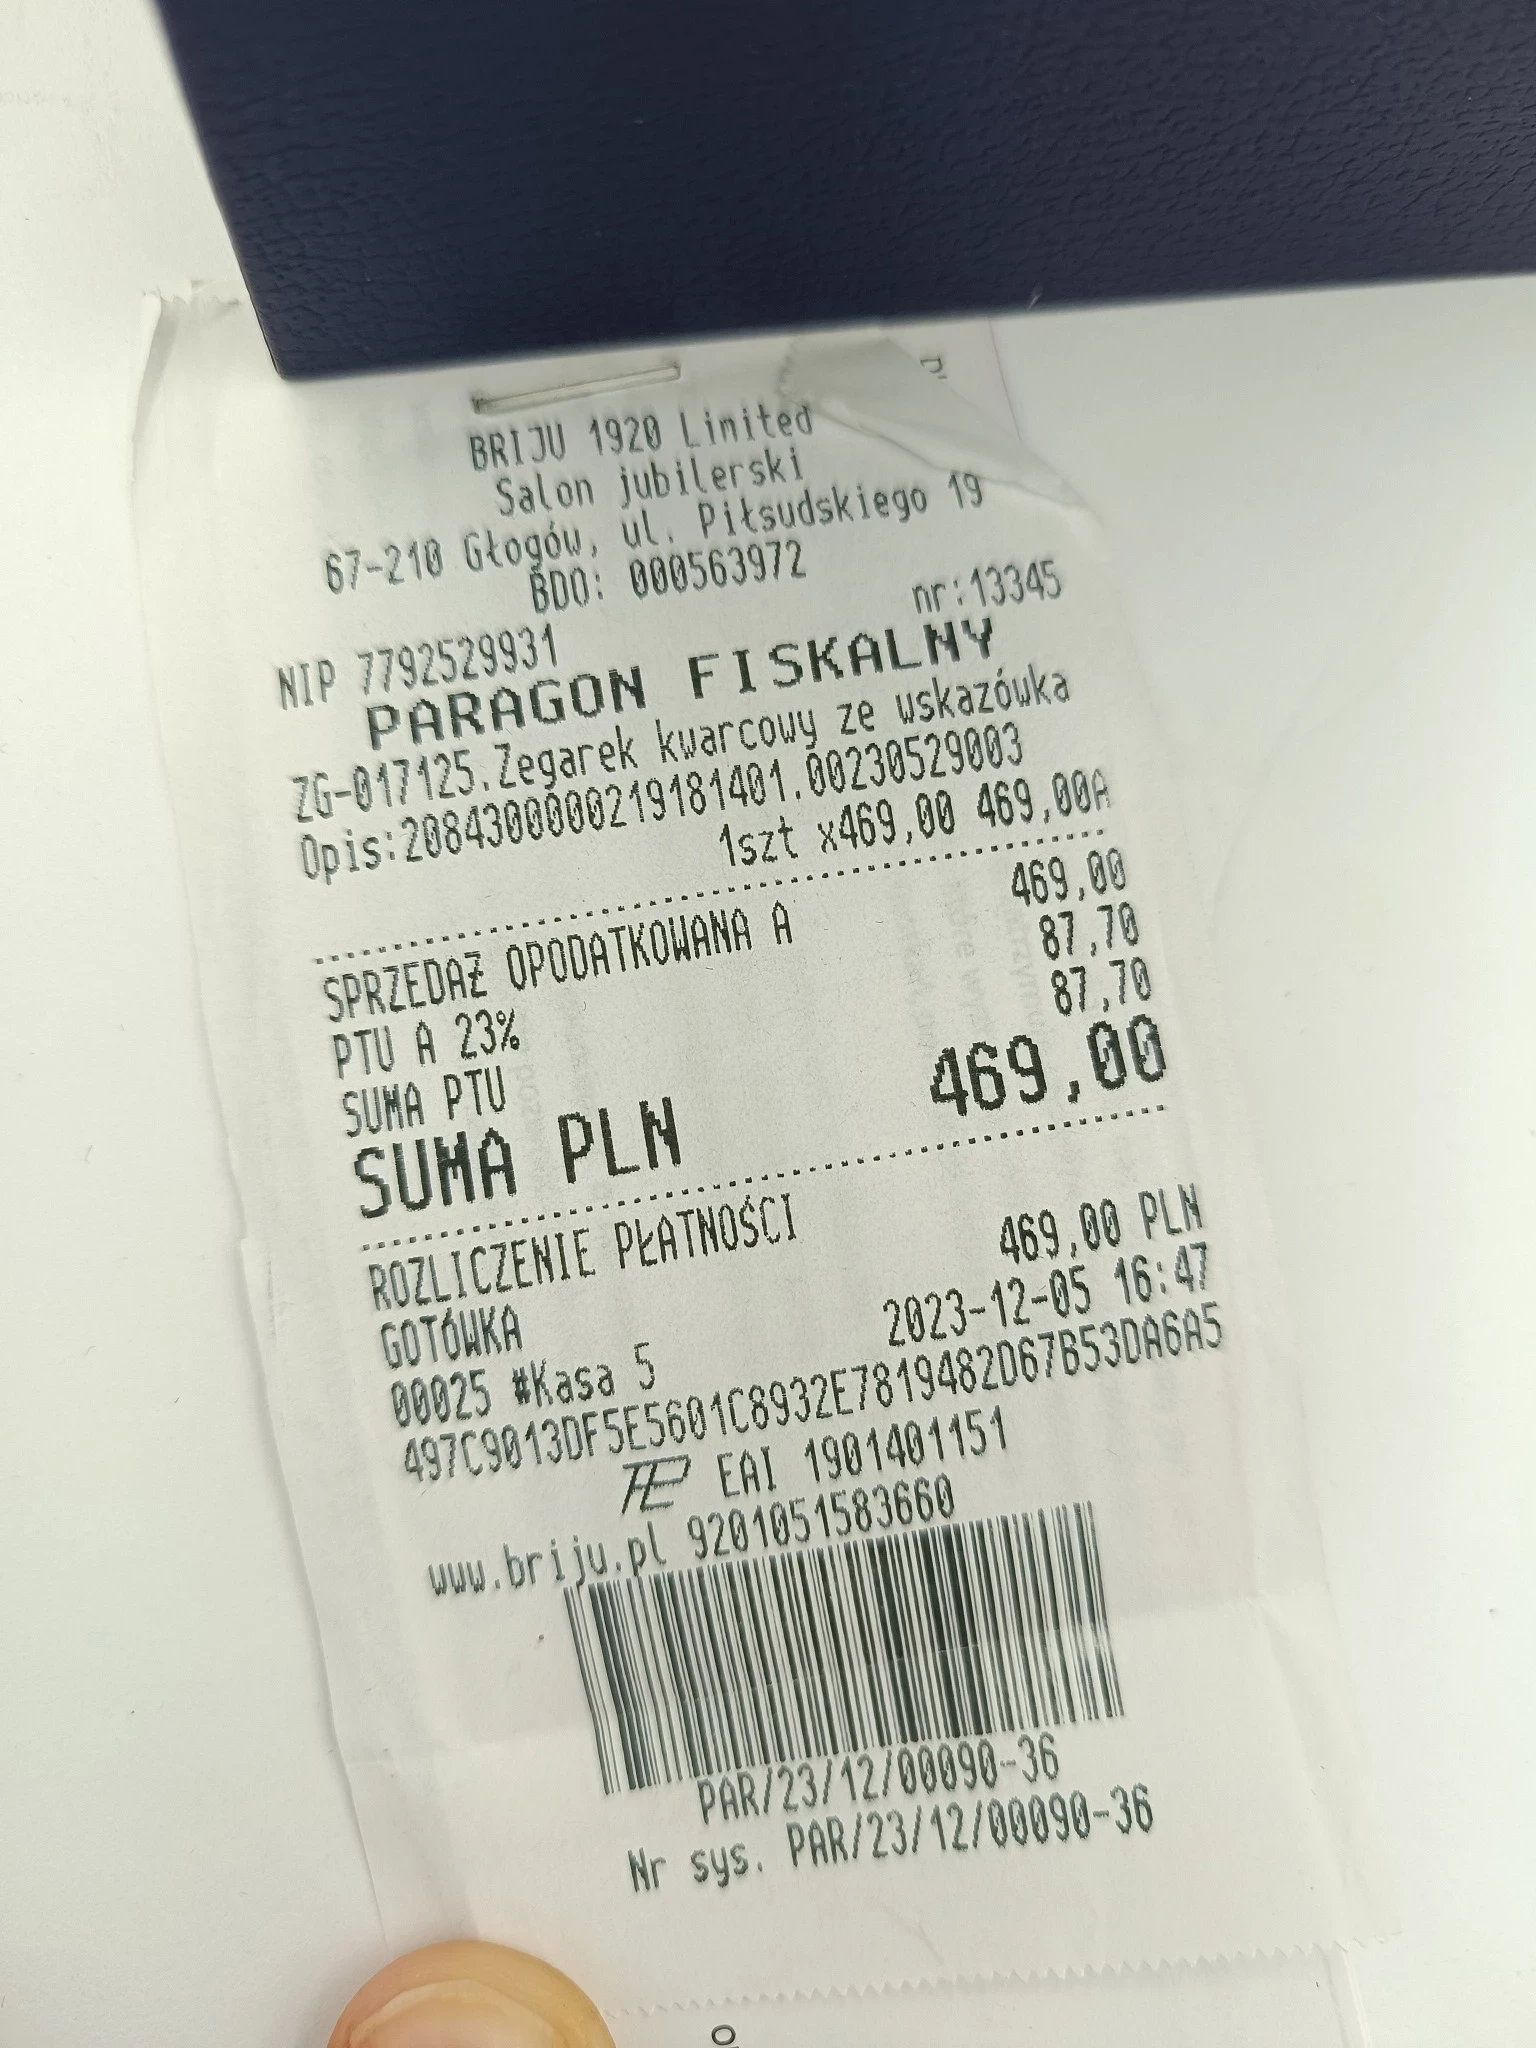 BRIJU 1920 Limited
Salon jubilerski
67-210 Głogów, ul. Piłsudskiego 19
BDO: 000563972
NIP 7792529931 nr:13345
PARAGON FISKALNY
ZG-017125.Zegarek kwarcowy ze wskazówka
Opis:2084300000219181401.00230529003
1szt x469,00 469,00A
SPRZEDAŻ OPODATKOWANA A 469,00
PTU A 23% 87,70
SUMA PTU 87,70
SUMA PLN 469,00
ROZLICZENIE PŁATNOŚCI
GOTÓWKA 469,00 PLN
00025 #Kasa 5 2023-12-05 16:47
497C9013DF5E5601C8932E7819482D67B53DA6A5
EAI 1901401151
www.briju.pl 9201051583660
PAR/23/12/00090-36
Nr sys. PAR/23/12/00090-36